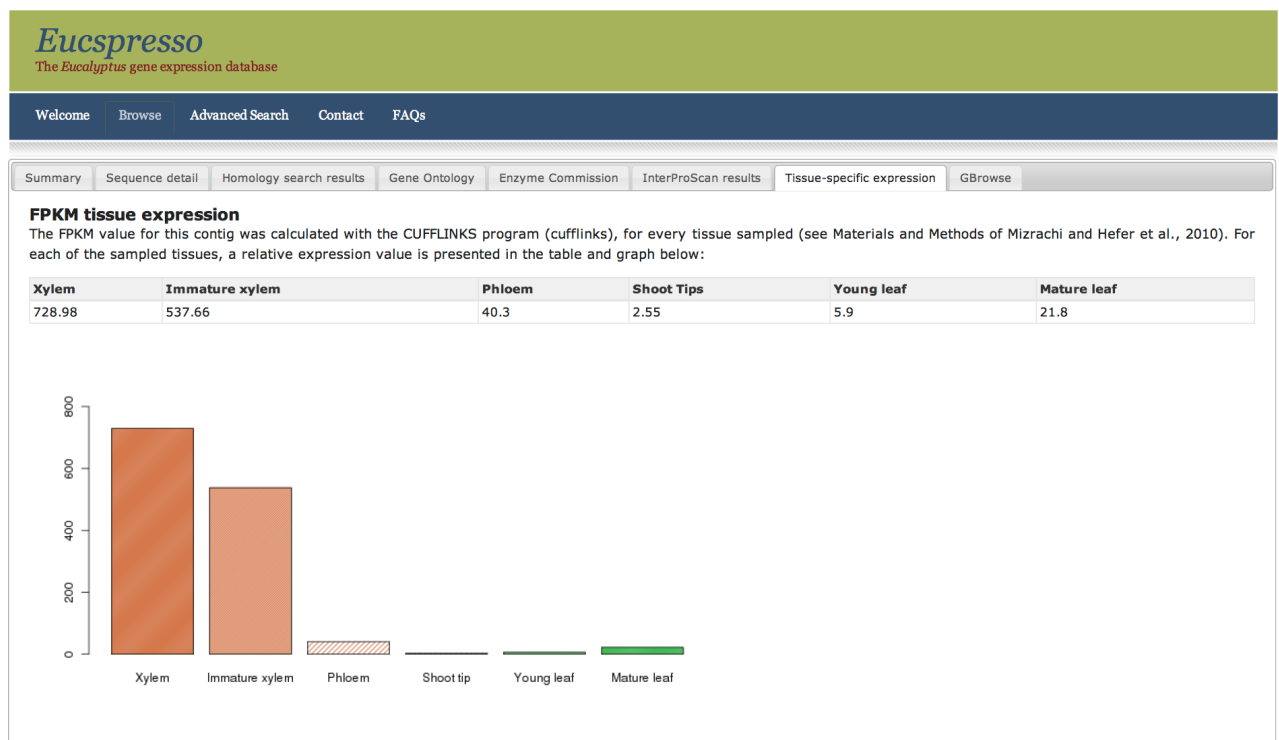 Eucspresso
The Eucalyptus gene expression database
Welcome Browse Advanced Search Contact FAQs
Summary Sequence detail Homology search results Gene Ontology Enzyme Commission InterProScan results Tissue-specific expression GBrowse
FPKM tissue expression
The FPKM value for this contig was calculated with the CUFFLINKS program (cufflinks), for every tissue sampled (see Materials and Methods of Mizrachi and Hefer et al., 2010). For
each of the sampled tissues, a relative expression value is presented in the table and graph below:
Xylem Immature xylem Phloem Shoot Tips Young leaf Mature leaf
728.98 537.66 40.3 2.55 5.9 21.8
800
600
400
200
0
Xylem Immature xylem Phloem Shoot tip Young leaf Mature leaf